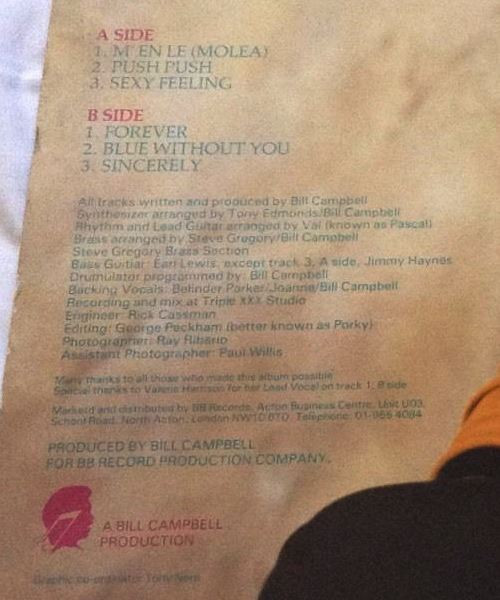 A SIDE
1. M' EN LE (MOLEA)
2. PUSH PUSH
3. SEXY FEELING
B SIDE
1. FOREVER
2. BLUE WITHOUT YOU
3. SINCERELY
All tracks written and produced by Bill Campbell
Synthesizer arranged by Tony Edmonds/Bill Campbell
Rhythm and Lead Guitar arranged by Val (known as Pascal)
Brass arranged by Steve Gregory/Bill Campbell
Steve Gregory Brass Section
Bass Guitar: Earl Lewis, except track 3, A side, Jimmy Haynes
Drumulator programmed by: Bill Campbell
Backing Vocals: Belinder Parker/Joanne/Bill Campbell
Recording and mix at Triple XXX Studio
Engineer: Rick Cassman
Editing: George Peckham (better known as Porky)
Photographer: Ray
Assistant Photographer: Paul Willis
Many thanks to all those who made this album possible
Special thanks to Valerie Harrison for her Lead Vocal on track 1, B side
and distributed by BB Records, Acton Business Centre, Unit
School Road, North Acton, London NW10 6TD. Telephone: 01-965 4084
PRODUCED BY BILL CAMPBELL
FOR BB RECORD PRODUCTION COMPANY.
A BILL CAMPBELL
PRODUCTION
Graphic co-ordinator Tony